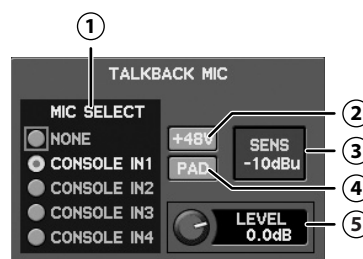 ①
TALKBACK MIC
MIC SELECT
②
NONE
+48V
SENS
-10dBu
③
CONSOLE IN1
PAD
CONSOLE IN2
④
CONSOLE IN3
LEVEL
0.0dB
⑤
CONSOLE IN4